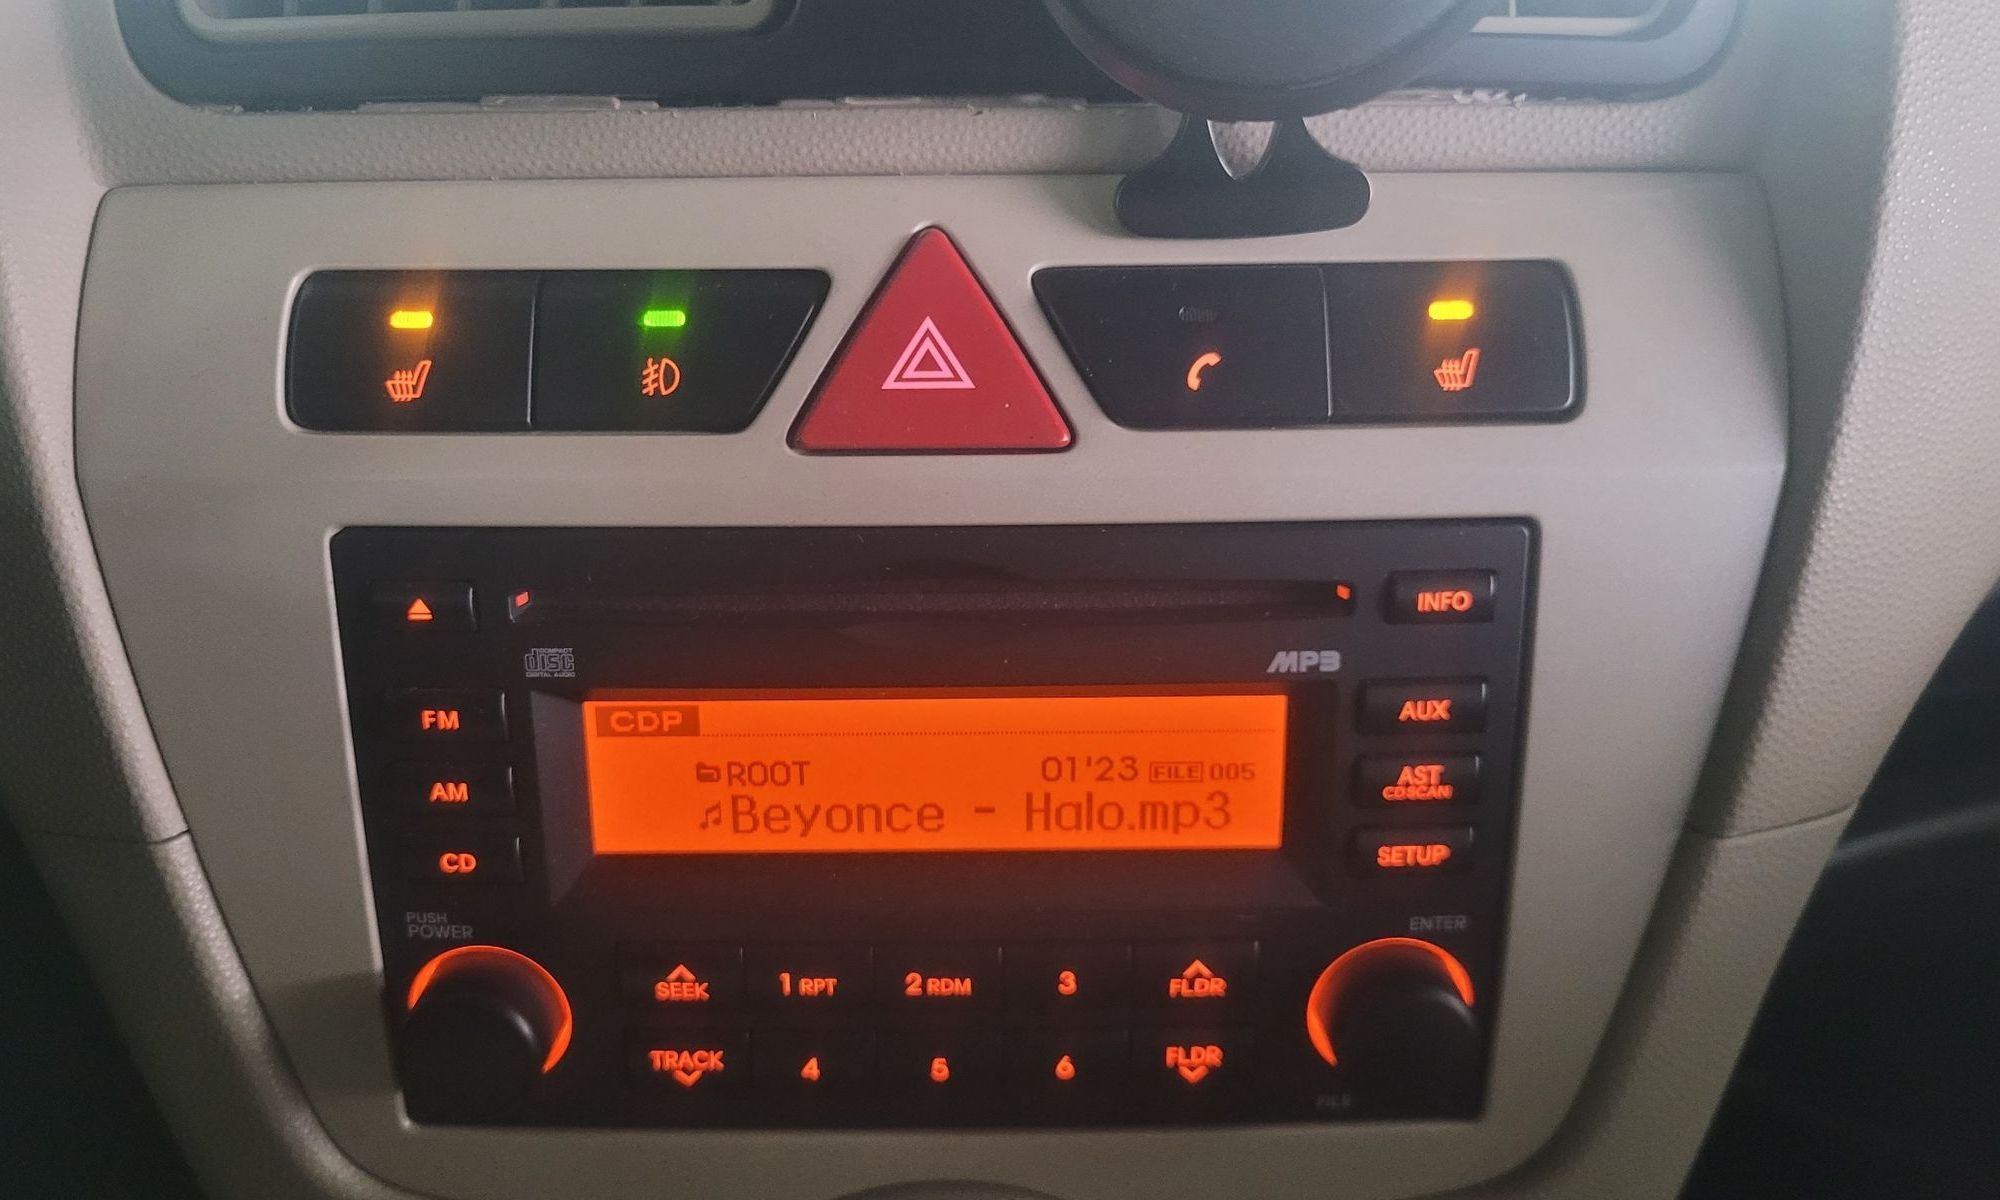 INFO
COMPACT
disc
DIGITAL AUDIO
MP3
FM
CDP
AUX
ROOT 01'23 FILE 005
AM
AST
CDSCAN
Beyonce - Halo.mp3
CD
SETUP
PUSH
POWER
ENTER
SEEK
1 RPT
2 RDM
3
FLDR
TRACK
4
5
6
FLDR
FILE